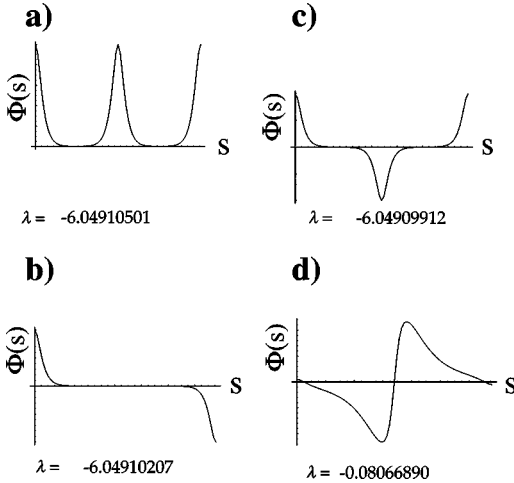 a)
Φ(s)
S
λ = -6.04910501
b)
Φ(s)
S
λ = -6.04910207
c)
Φ(s)
S
λ = -6.04909912
d)
Φ(s)
S
λ = -0.08066890